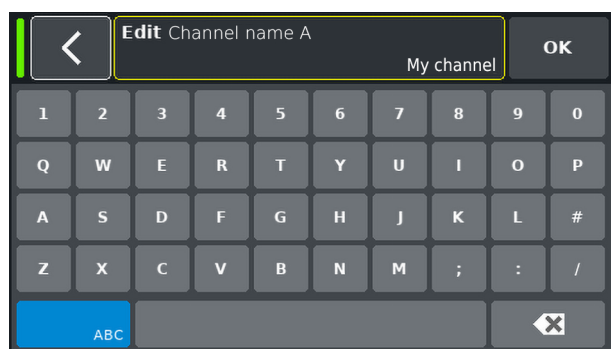 Edit Channel name A
My channel
OK
1 2 3 4 5 6 7 8 9 0
Q W E R T Y U I O P
A S D F G H J K L #
Z X C V B N M ; : /
ABC